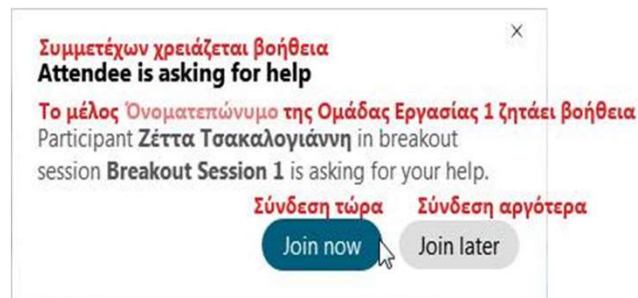 Συμμετέχων χρειάζεται βοήθεια
Attendee is asking for help
Το μέλος Όνοματεπώνυμο της Ομάδας Εργασίας 1 ζητάει βοήθεια
Participant Ζέττα Τσακαλογιάννη in breakout
session Breakout Session 1 is asking for your help.
Σύνδεση τώρα Σύνδεση αργότερα
Join now Join later